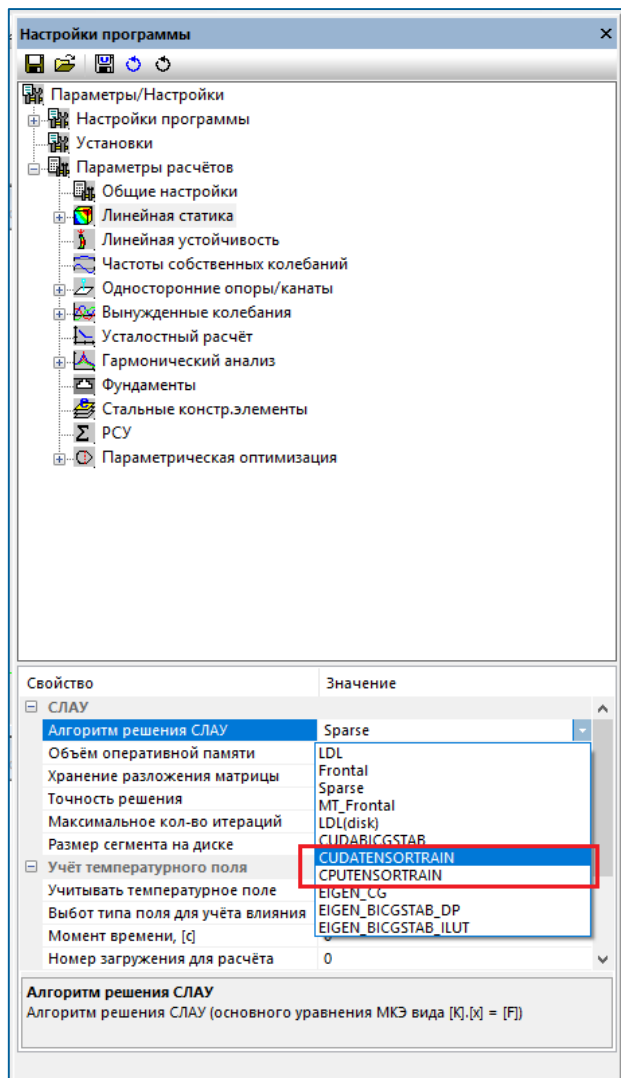 Настройки программы
Параметры/Настройки
Настройки программы
Установки
Параметры расчётов
Общие настройки
Линейная статика
Линейная устойчивость
Частоты собственных колебаний
Односторонние опоры/канаты
Вынужденные колебания
Усталостный расчёт
Гармонический анализ
Фундаменты
Стальные констр.элементы
РСУ
Параметрическая оптимизация
Свойство Значение
СЛАУ
Алгоритм решения СЛАУ Sparse
Объём оперативной памяти LDL
Frontal
Хранение разложения матрицы Sparse
Точность решения MT_Frontal
Максимальное кол-во итераций LDL(disk)
Размер сегмента на диске CUDABICGSTAB
Учёт температурного поля CUDATENSORTRAIN
Учитывать температурное поле CPUTENSORTRAIN
EIGEN_CG
Выбот типа поля для учёта влияния EIGEN_BICGSTAB_DP
Момент времени, [с] EIGEN_BICGSTAB_ILUT
Номер загружения для расчёта 0
Алгоритм решения СЛАУ
Алгоритм решения СЛАУ (основного уравнения МКЭ вида [K].[x] = [F])